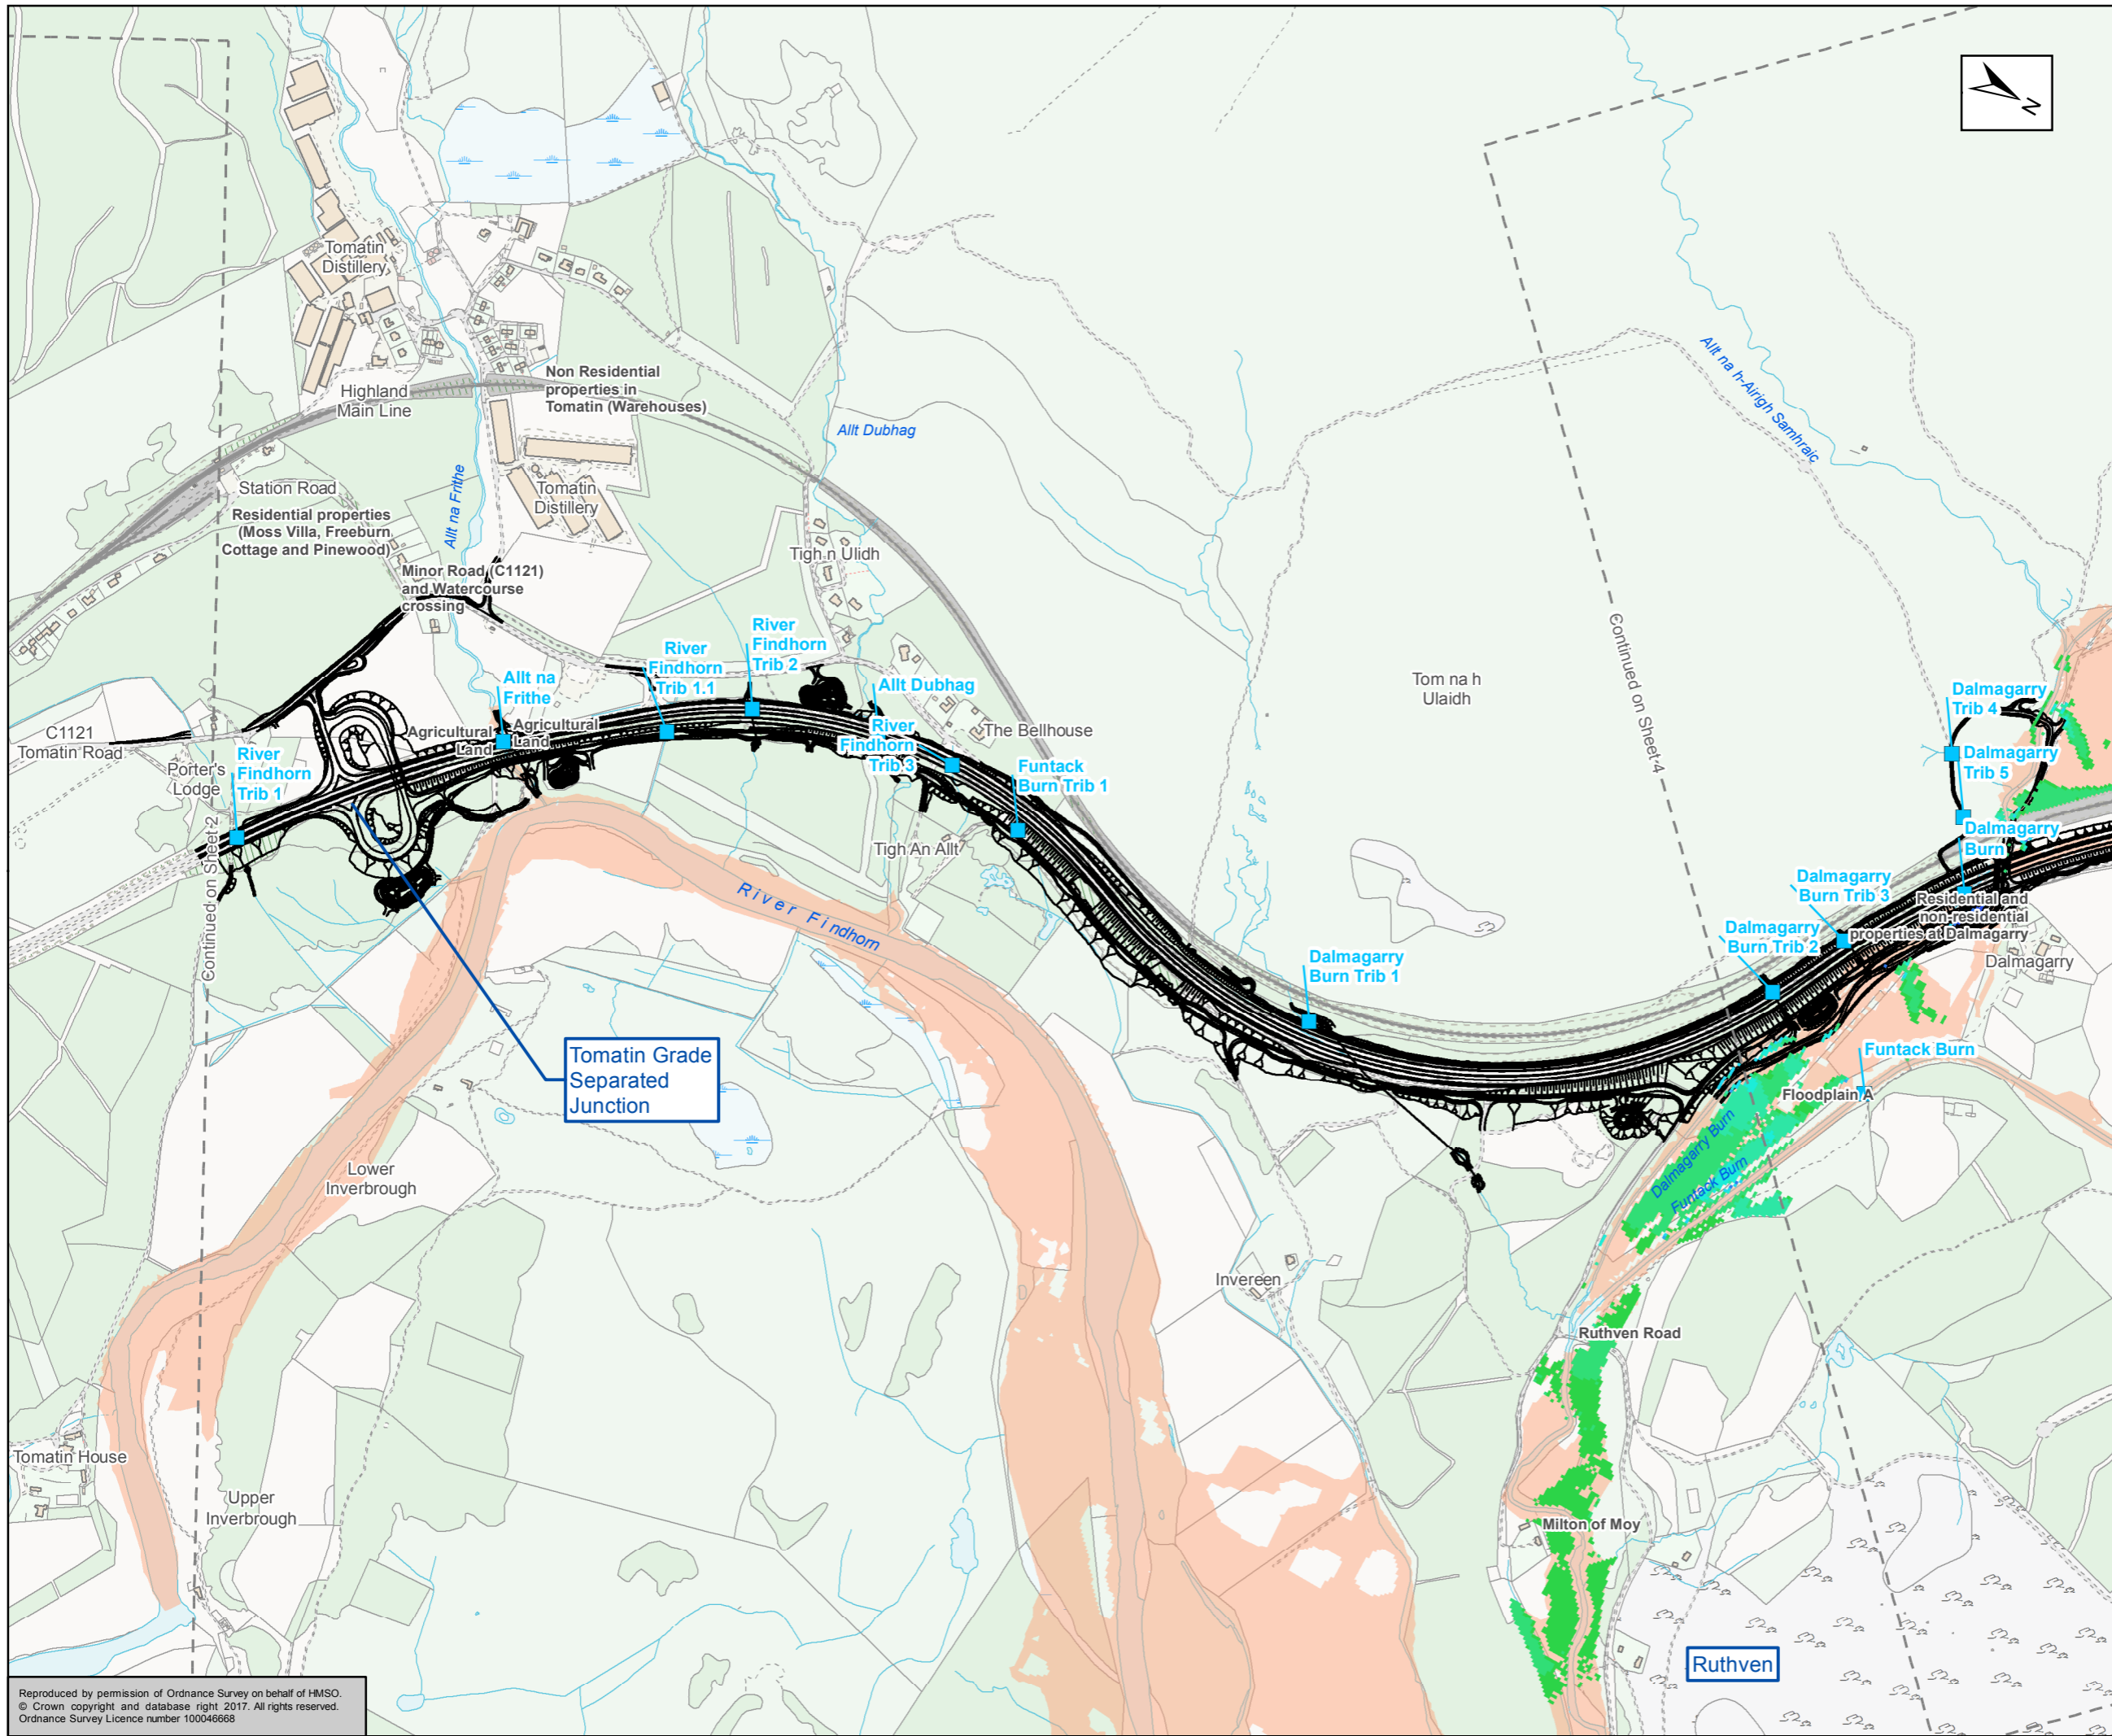 N
Tomatin
Distillery
Highland
Main Line
Non Residential
properties in
Tomatin (Warehouses)
Allt Dubhag
Allt na h-Airigh Samhraic
Station Road
Residential properties
(Moss Villa, Freeburn
Cottage and Pinewood)
Allt na Frithe
Tomatin
Distillery
Minor Road (C1121)
and Watercourse
crossing
Tigh n Ulidh
Continued on Sheet 4
River
Findhorn
Trib 1.1
River
Findhorn
Trib 2
Allt na
Frithe
Allt Dubhag
Tom na h
Ulaidh
Dalmagarry
Trib 4
C1121
Tomatin Road
Agricultural
Land
Agricultural
Land
River
Findhorn
Trib 3
The Bellhouse
Porter's
Lodge
River
Findhorn
Trib 1
Funtack
Burn Trib 1
Dalmagarry
Trib 5
Dalmagarry
Burn
Tigh An Allt
Continued on Sheet 2
River Findhorn
Dalmagarry
Burn Trib 3
Residential and
non-residential
properties at Dalmagarry
Dalmagarry
Burn Trib 2
Dalmagarry
Burn Trib 1
Dalmagarry
Tomatin Grade
Separated
Junction
Funtack Burn
Floodplain A
Dalmagarry Burn
Funtack Burn
Lower
Inverbrough
Invereen
Ruthven Road
Tomatin House
Upper
Inverbrough
Milton of Moy
Ruthven
Reproduced by permission of Ordnance Survey on behalf of HMSO.
© Crown copyright and database right 2017. All rights reserved.
Ordnance Survey Licence number 100046668